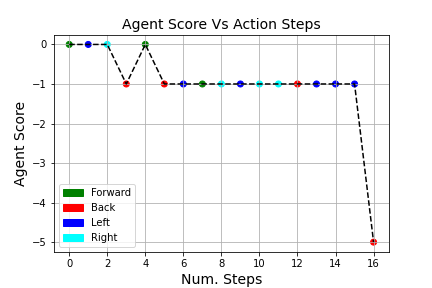 Agent Score Vs Action Steps
0
−1
−2
−3
−4
−5
Agent Score
Forward
Back
Left
Right
0 2 4 6 8 10 12 14 16
Num. Steps